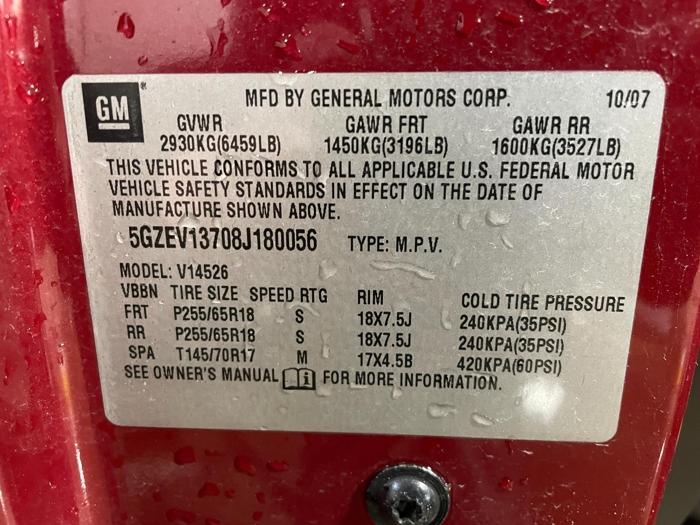 GM MFD BY GENERAL MOTORS CORP. 10/07
GVWR GAWR FRT GAWR RR
2930KG(6459LB) 1450KG(3196LB) 1600KG(3527LB)
THIS VEHICLE CONFORMS TO ALL APPLICABLE U.S. FEDERAL MOTOR
VEHICLE SAFETY STANDARDS IN EFFECT ON THE DATE OF
MANUFACTURE SHOWN ABOVE.
5GZEV13708J180056 TYPE: M.P.V.
MODEL: V14526
VBBN TIRE SIZE SPEED RTG RIM COLD TIRE PRESSURE
FRT P255/65R18 S 18X7.5J 240KPA(35PSI)
RR P255/65R18 S 18X7.5J 240KPA(35PSI)
SPA T145/70R17 M 17X4.5B 420KPA(60PSI)
SEE OWNER'S MANUAL i FOR MORE INFORMATION.